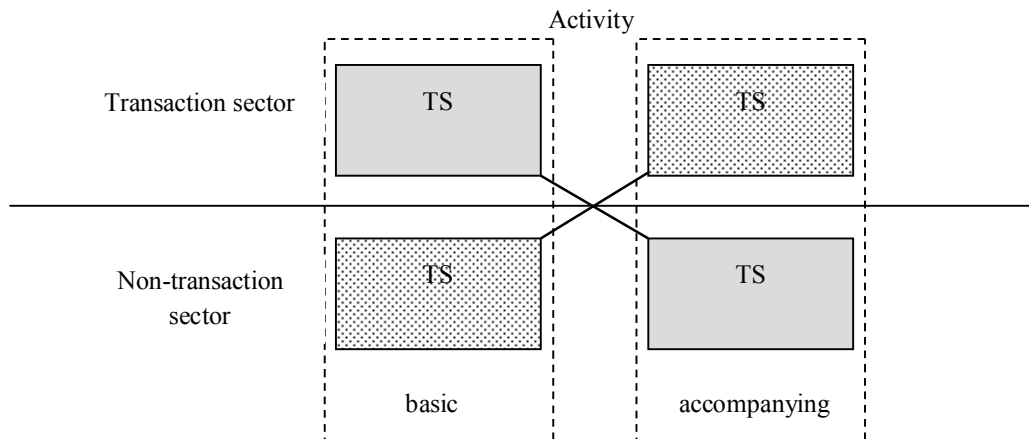 Activity
Transaction sector
TS
TS
Non-transaction
sector
TS
TS
basic
accompanying